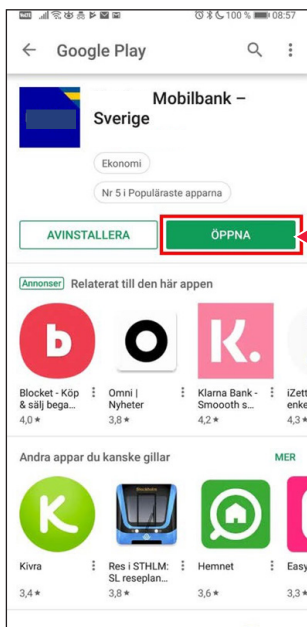 100 % 08:57
Google Play
Mobilbank –
Sverige
Ekonomi
Nr 5 i Populäraste apparna
AVINSTALLERA
ÖPPNA
Annonser Relaterat till den här appen
b
O
K.
Blocket - Köp
& sälj bega...
4,0 ★
Omni |
Nyheter
3,8 ★
Klarna Bank -
Smoooth s...
4,2 ★
iZett
enke
4,3 ★
Andra appar du kanske gillar
MER
K
Kivra
3,4 ★
Res i STHLM:
SL reseplan...
3,8 ★
Hemnet
3,6 ★
Easy
3,3 ★